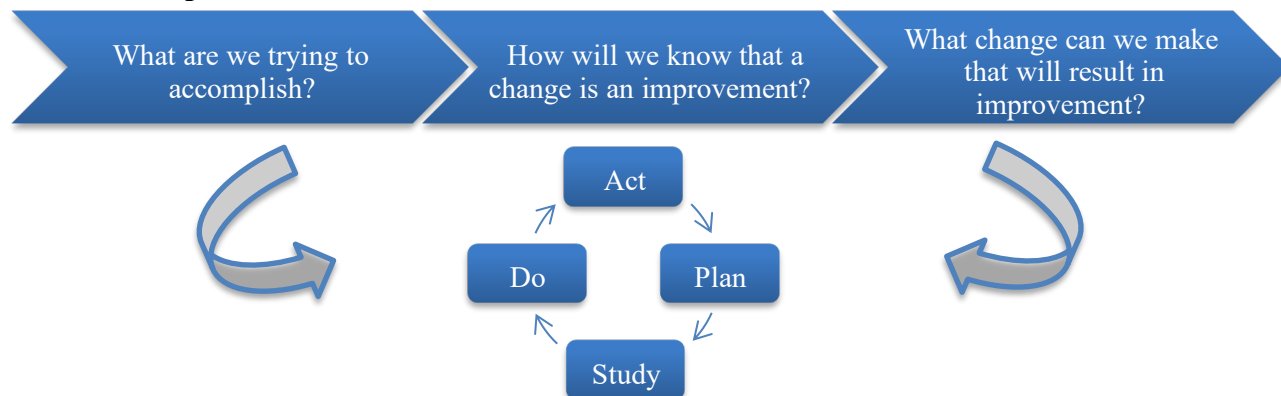 What are we trying to
accomplish?
How will we know that a
change is an improvement?
What change can we make
that will result in
improvement?
Act
Do
Plan
Study